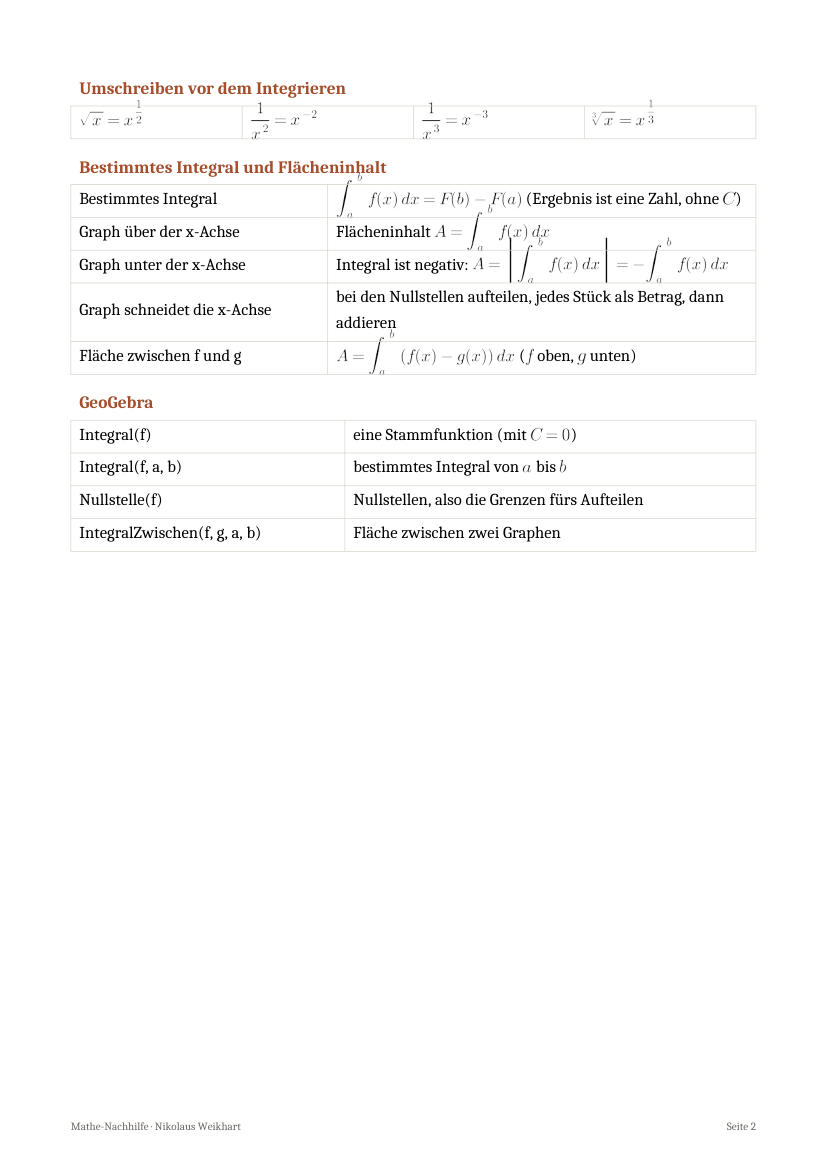 Umschreiben vor dem Integrieren
√x = x^(1/2) 1/x^2 = x^−2 1/x^3 = x^−3 ∛x = x^(1/3)
Bestimmtes Integral und Flächeninhalt
Bestimmtes Integral ∫_a^b f(x) dx = F(b) − F(a) (Ergebnis ist eine Zahl, ohne C)
Graph über der x-Achse Flächeninhalt A = ∫_a^b f(x) dx
Graph unter der x-Achse Integral ist negativ: A = |∫_a^b f(x) dx| = −∫_a^b f(x) dx
Graph schneidet die x-Achse bei den Nullstellen aufteilen, jedes Stück als Betrag, dann
addieren
Fläche zwischen f und g A = ∫_a^b (f(x) − g(x)) dx (f oben, g unten)
GeoGebra
Integral(f) eine Stammfunktion (mit C = 0)
Integral(f, a, b) bestimmtes Integral von a bis b
Nullstelle(f) Nullstellen, also die Grenzen fürs Aufteilen
IntegralZwischen(f, g, a, b) Fläche zwischen zwei Graphen
Mathe-Nachhilfe · Nikolaus Weikhart Seite 2